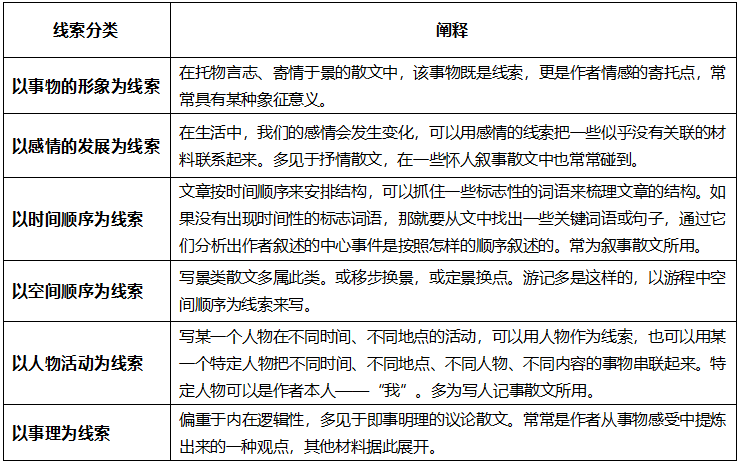 线索分类
阐释
以事物的形象为线索
在托物言志、寄情于景的散文中，该事物既是线索，更是作者情感的寄托点，常
常具有某种象征意义。
以感情的发展为线索
在生活中，我们的感情会发生变化，可以用感情的线索把一些似乎没有关联的材
料联系起来。多见于抒情散文，在一些怀人叙事散文中也常常碰到。
以时间顺序为线索
文章按时间顺序来安排结构，可以抓住一些标志性的词语来梳理文章的结构。如
果没有出现时间性的标志词语，那就要从文中找出一些关键词语或句子，通过它
们分析出作者叙述的中心事件是按照怎样的顺序叙述的。常为叙事散文所用。
以空间顺序为线索
写景类散文多属此类。或移步换景，或定景换点。游记多是这样的，以游程中空
间顺序为线索来写。
以人物活动为线索
写某一个人物在不同时间、不同地点的活动，可以用人物作为线索，也可以用某
一个特定人物把不同时间、不同地点、不同人物、不同内容的事物串联起来。特
定人物可以是作者本人——“我”。多为写人记事散文所用。
以事理为线索
偏重于内在逻辑性，多见于即事明理的议论散文。常常是作者从事物感受中提炼
出来的一种观点，其他材料据此展开。